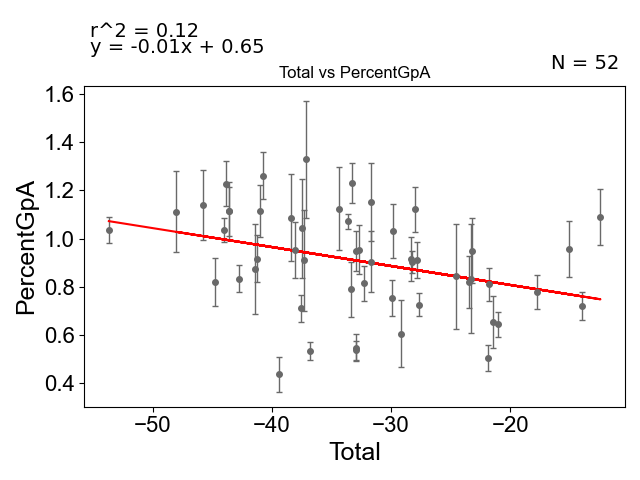 r^2 = 0.12
y = -0.01x + 0.65
N = 52
Total vs PercentGpA
1.6
1.4
1.2
1.0
0.8
0.6
0.4
PercentGpA
−50
−40
−30
−20
Total